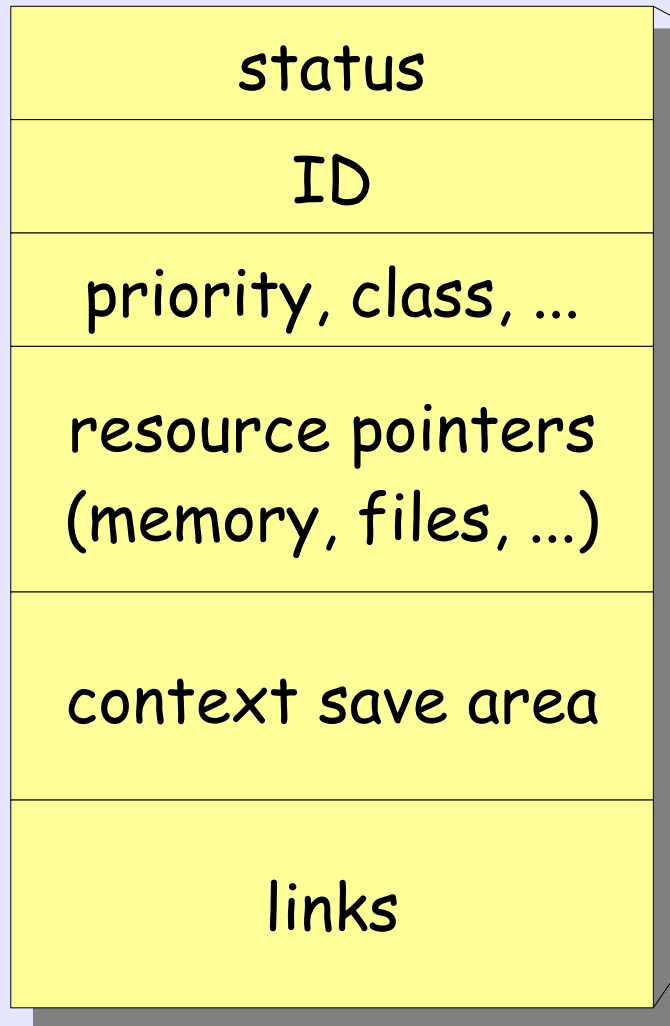 status
ID
priority, class, ...
resource pointers
(memory, files, ...)
context save area
links